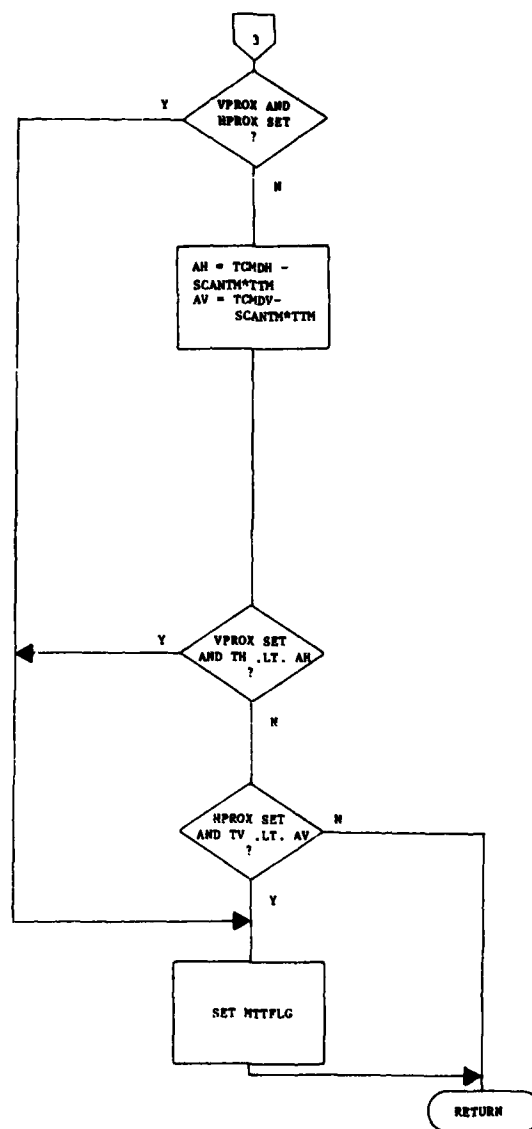 3
Y
VPROX AND
HPROX SET
?
N
AH = TCMDH -
SCANTM*TTM
AV = TCMDV-
SCANTM*TTM
Y
VPROX SET
AND TH .LT. AH
?
N
HPROX SET
AND TV .LT. AV
?
N
Y
SET MTTFLG
RETURN